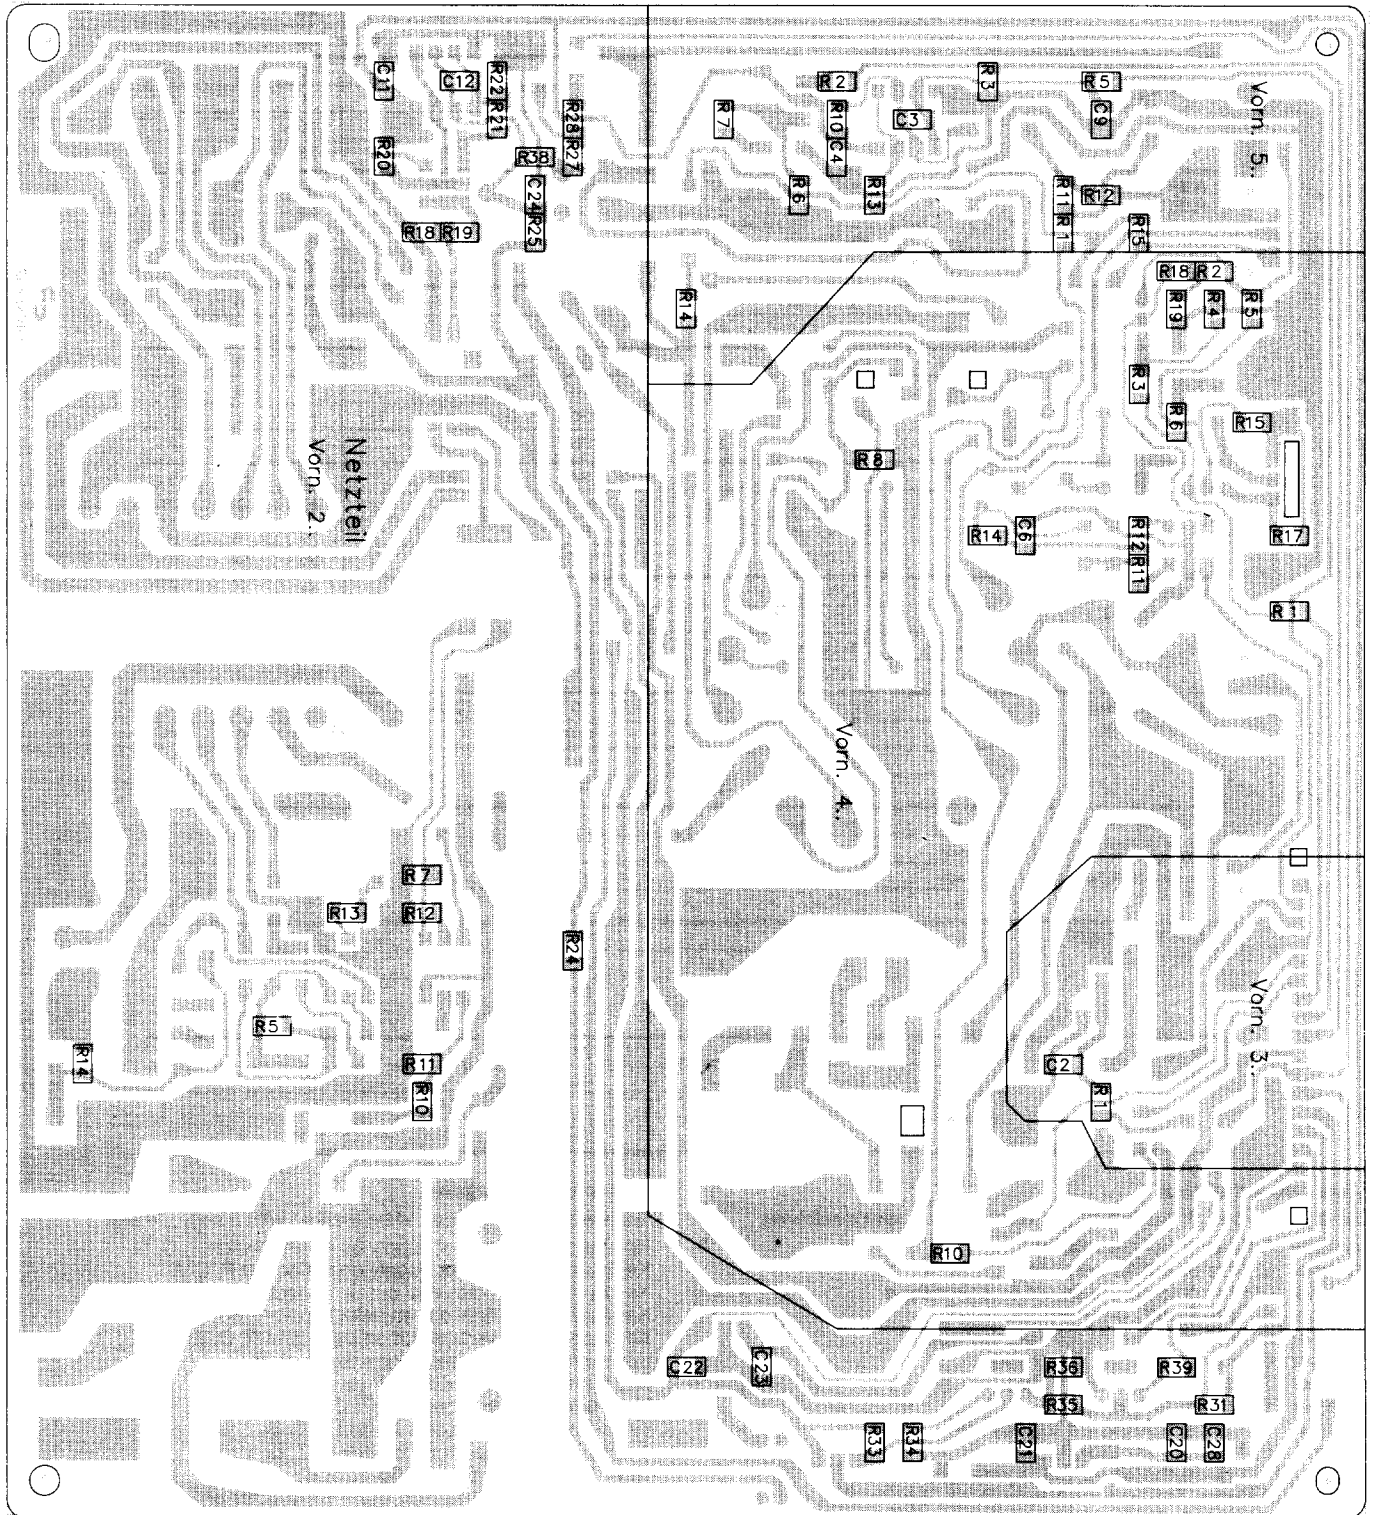 C11
C12
R22
R21
R28
R27
R20
R38
C24
R25
R18
R19
R7
R2
R10
C4
C3
R3
R5
C9
Vorn. 5..
R6
R13
R11
R1
R12
R15
R14
R18
R2
R19
R4
R5
R3
R6
R15
R8
R14
C6
R12
R11
R17
R1
Netzteil
Vorn. 2..
Vorn. 4..
R7
R13
R12
R24
R5
R14
R11
R10
Vorn. 3..
C2
R1
R10
C22
C23
R36
R39
R35
R31
R33
R34
C21
C20
C28